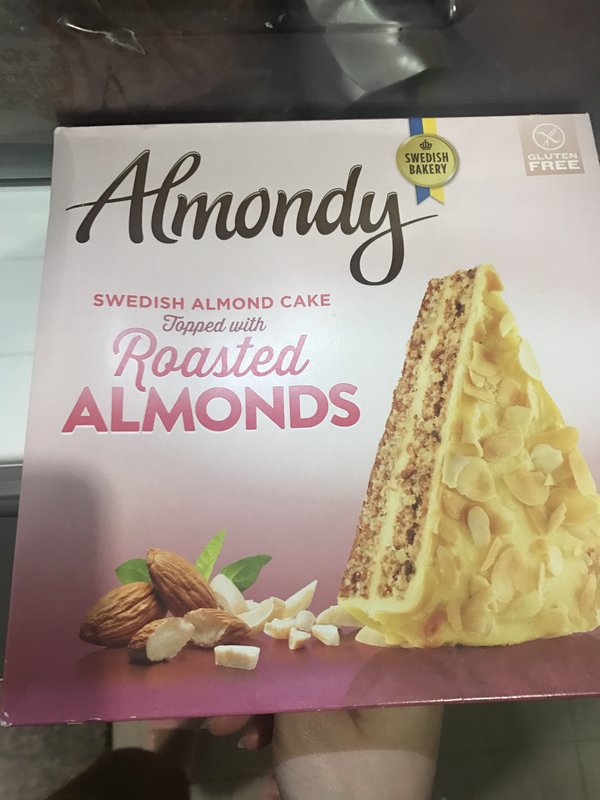 Almondy
SWEDISH
BAKERY
GLUTEN
FREE
SWEDISH ALMOND CAKE
Topped with
Roasted
ALMONDS